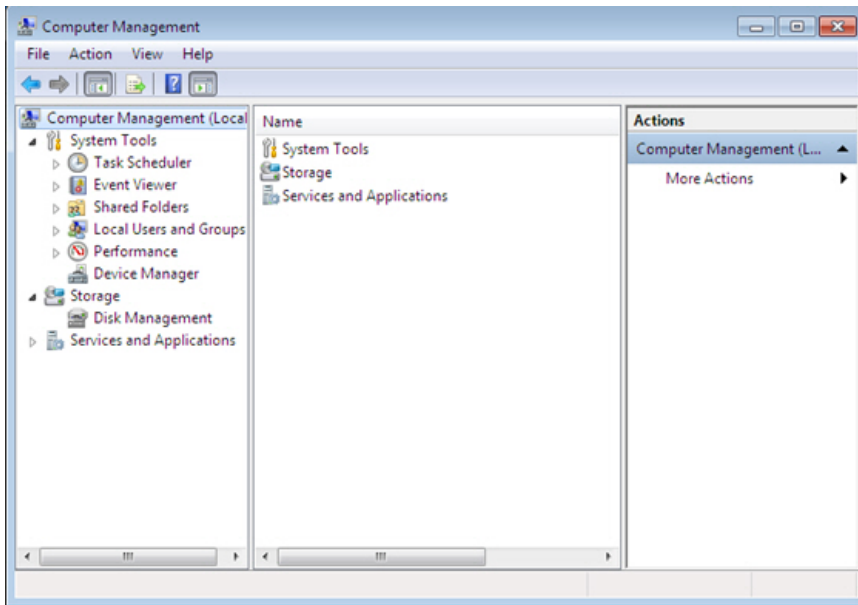 Computer Management
File Action View Help
Computer Management (Local
System Tools
Task Scheduler
Event Viewer
Shared Folders
Local Users and Groups
Performance
Device Manager
Storage
Disk Management
Services and Applications
Name
System Tools
Storage
Services and Applications
Actions
Computer Management (L...
More Actions